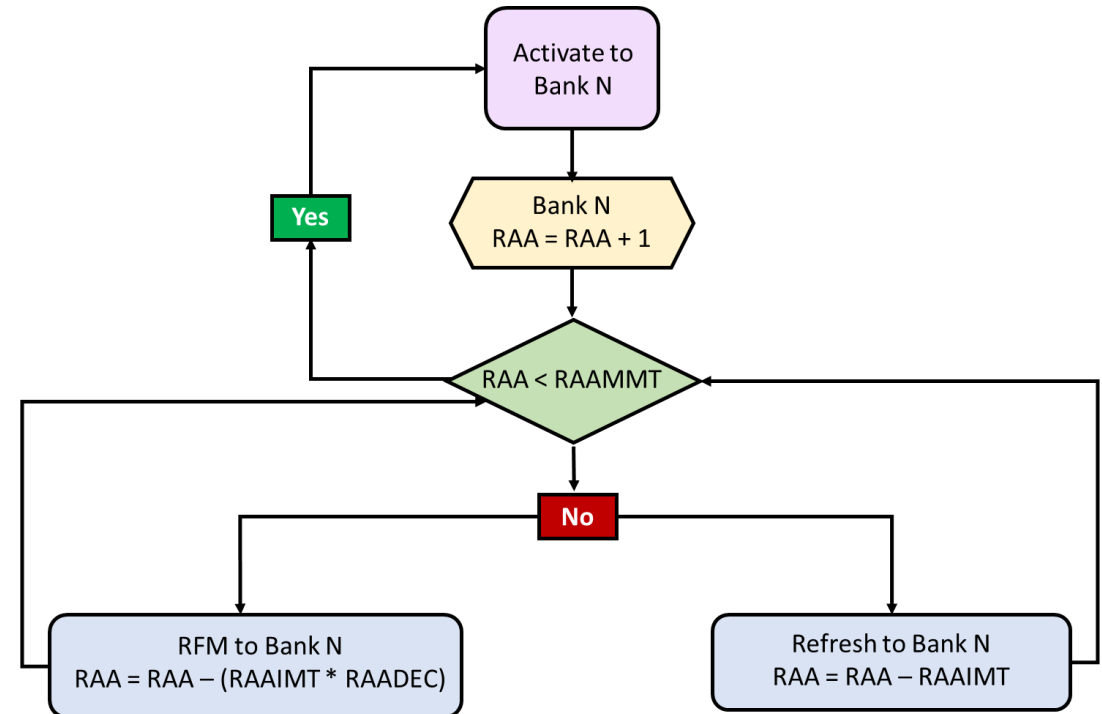 Activate to
Bank N
Yes
Bank N
RAA = RAA + 1
RAA < RAAMMT
No
RFM to Bank N
RAA = RAA – (RAAIMT * RAADEC)
Refresh to Bank N
RAA = RAA – RAAIMT